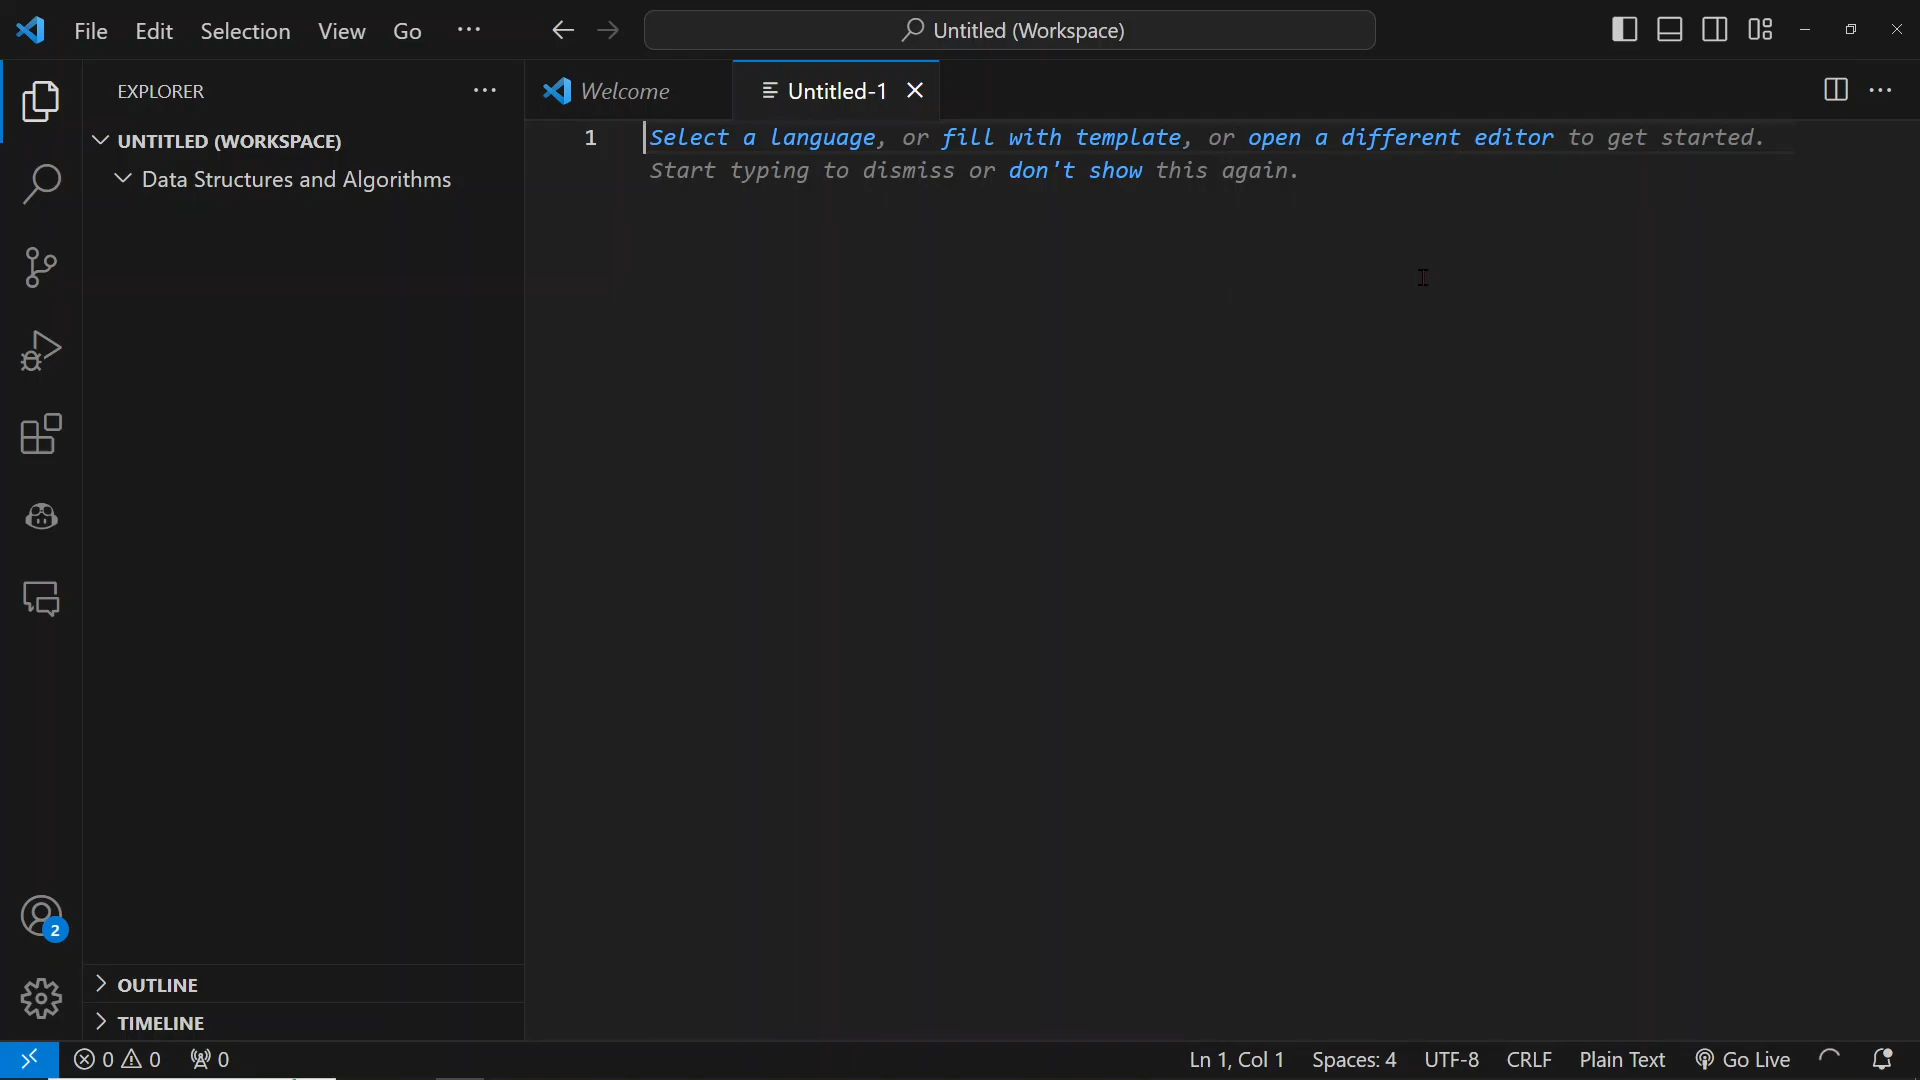 File Edit Selection View Go ···
Untitled (Workspace)
EXPLORER ···
Welcome
Untitled-1
UNTITLED (WORKSPACE)
Data Structures and Algorithms
1
Select a language, or fill with template, or open a different editor to get started.
Start typing to dismiss or don't show this again.
2
OUTLINE
TIMELINE
0 0 0
Ln 1, Col 1 Spaces: 4 UTF-8 CRLF Plain Text Go Live